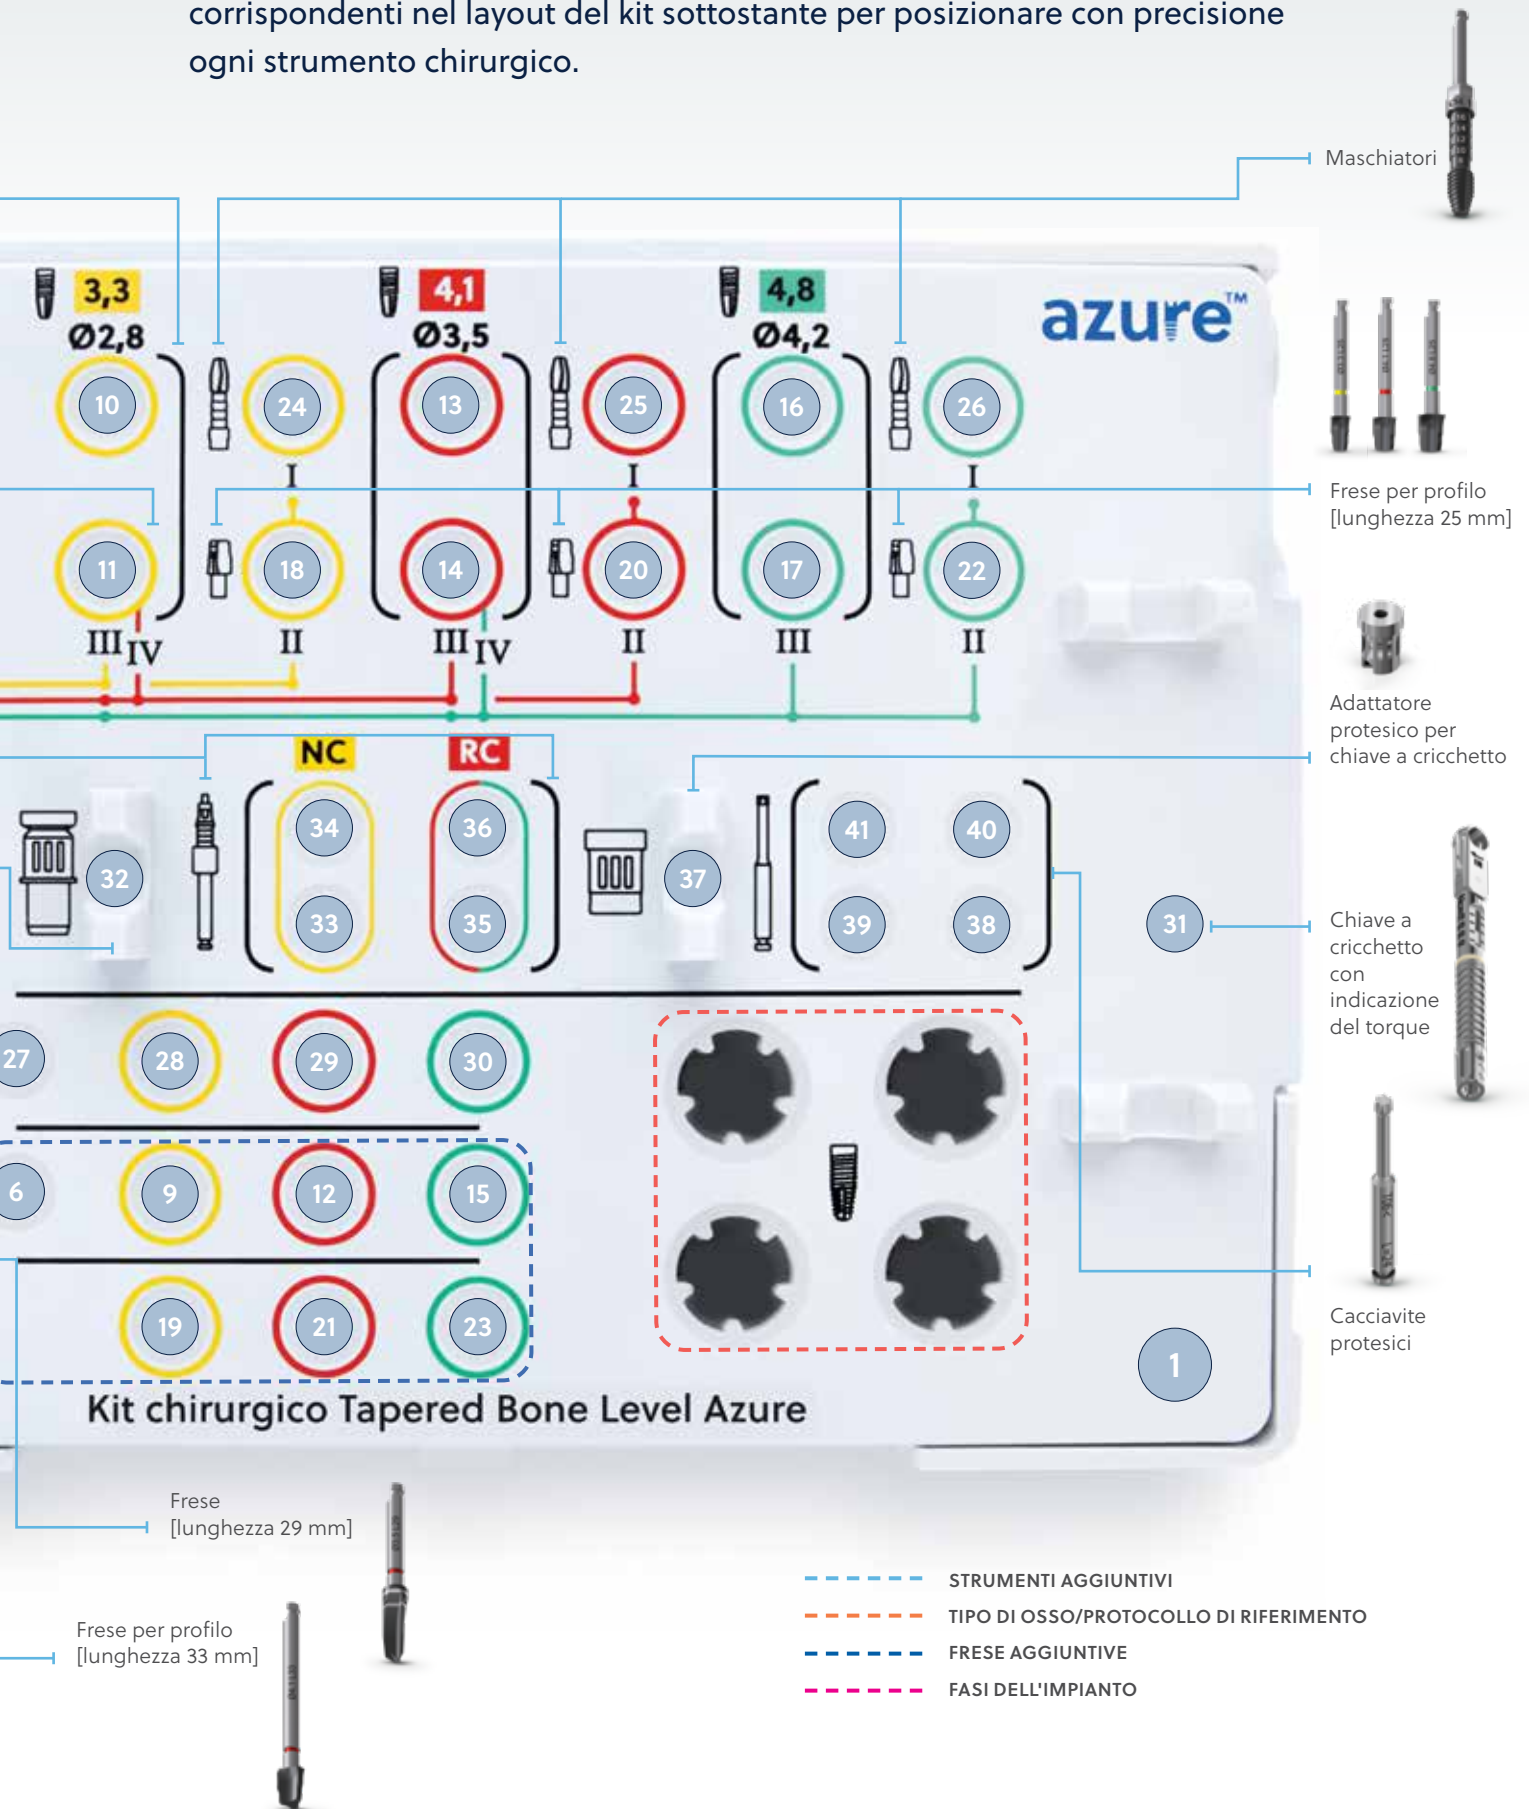 corrispondenti nel layout del kit sottostante per posizionare con precisione
ogni strumento chirurgico.
Maschiatori
3,3
Ø2,8
4,1
Ø3,5
4,8
Ø4,2
azure™
10
24
13
25
16
26
I
I
I
Frese per profilo
[lunghezza 25 mm]
11
18
14
20
17
22
III
IV
II
III
IV
II
III
II
Adattatore
protesico per
chiave a cricchetto
NC
RC
34
36
41
40
32
37
33
35
39
38
31
Chiave a
cricchetto
con
indicazione
del torque
27
28
29
30
6
9
12
15
19
21
23
Cacciavite
protesici
1
Kit chirurgico Tapered Bone Level Azure
Frese
[lunghezza 29 mm]
Frese per profilo
[lunghezza 33 mm]
STRUMENTI AGGIUNTIVI
TIPO DI OSSO/PROTOCOLLO DI RIFERIMENTO
FRESE AGGIUNTIVE
FASI DELL'IMPIANTO